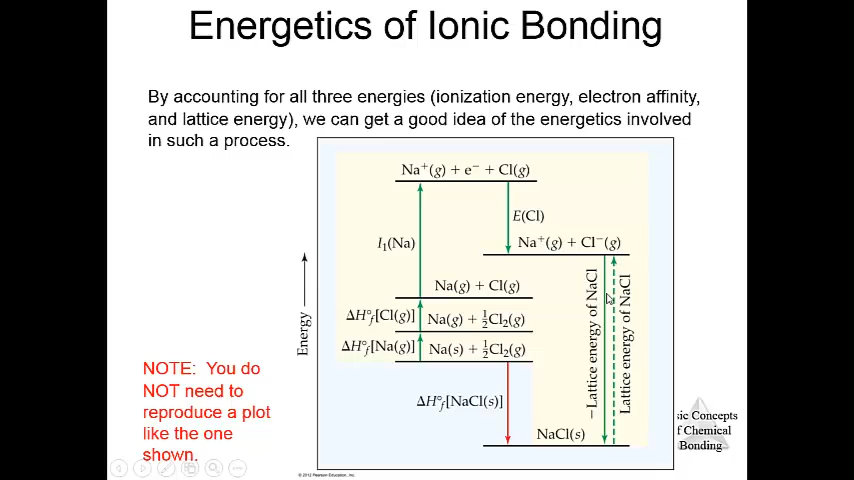 Energetics of Ionic Bonding
By accounting for all three energies (ionization energy, electron affinity,
and lattice energy), we can get a good idea of the energetics involved
in such a process.
Na⁺(g) + e⁻ + Cl(g)
E(Cl)
Na⁺(g) + Cl⁻(g)
I₁(Na)
Na(g) + Cl(g)
ΔH°f[Cl(g)]
Na(g) + ½Cl₂(g)
ΔH°f[Na(g)]
Na(s) + ½Cl₂(g)
ΔH°f[NaCl(s)]
NaCl(s)
−Lattice energy of NaCl
Lattice energy of NaCl
Energy
NOTE: You do
NOT need to
reproduce a plot
like the one
shown.
sic Concepts
f Chemical
Bonding
© 2012 Pearson Education, Inc.